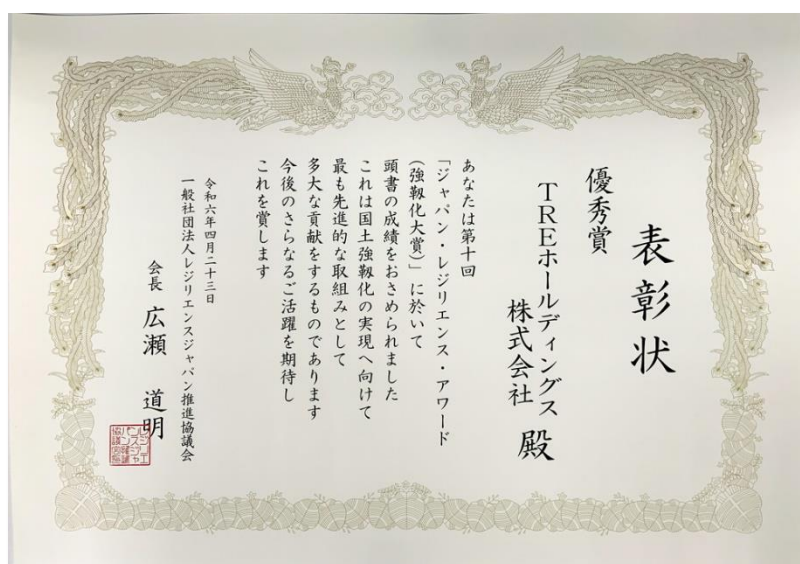 表彰状
優秀賞
TREホールディングス
株式会社 殿
あなたは第十回
「ジャパン・レジリエンス・アワード
(強靱化大賞)」に於いて
頭書の成績をおさめられました
これは国土強靱化の実現へ向けて
最も先進的な取組みとして
多大な貢献をするものであります
今後のさらなるご活躍を期待し
これを賞します
令和六年四月二十三日
一般社団法人レジリエンスジャパン推進協議会
会長 広瀬 道明